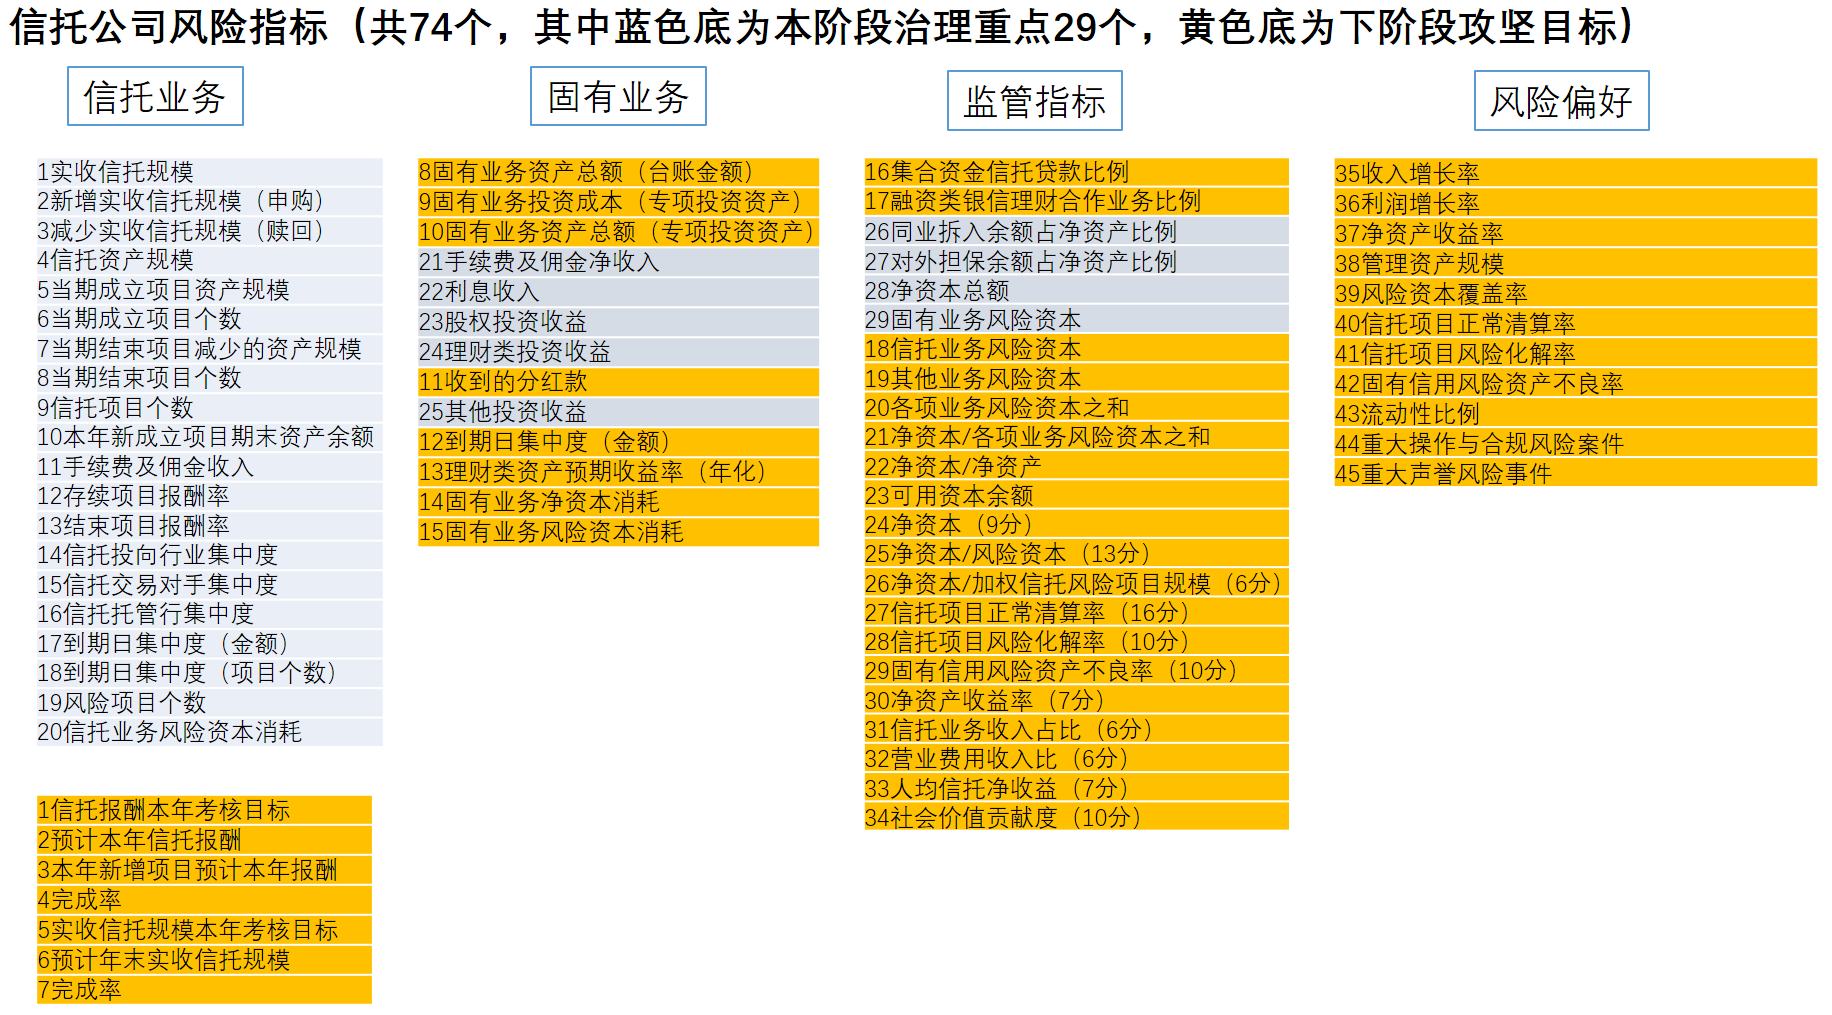 信托公司风险指标（共74个，其中蓝色底为本阶段治理重点29个，黄色底为下阶段攻坚目标）
信托业务
1实收信托规模
2新增实收信托规模（申购）
3减少实收信托规模（赎回）
4信托资产规模
5当期成立项目资产规模
6当期成立项目个数
7当期结束项目减少的资产规模
8当期结束项目个数
9信托项目个数
10本年新成立项目期末资产余额
11手续费及佣金收入
12存续项目报酬率
13结束项目报酬率
14信托投向行业集中度
15信托交易对手集中度
16信托托管行集中度
17到期日集中度（金额）
18到期日集中度（项目个数）
19风险项目个数
20信托业务风险资本消耗
1信托报酬本年考核目标
2预计本年信托报酬
3本年新增项目预计本年报酬
4完成率
5实收信托规模本年考核目标
6预计年末实收信托规模
7完成率
固有业务
8固有业务资产总额（台账金额）
9固有业务投资成本（专项投资资产）
10固有业务资产总额（专项投资资产）
21手续费及佣金净收入
22利息收入
23股权投资收益
24理财类投资收益
11收到的分红款
25其他投资收益
12到期日集中度（金额）
13理财类资产预期收益率（年化）
14固有业务净资本消耗
15固有业务风险资本消耗
监管指标
16集合资金信托贷款比例
17融资类银信理财合作业务比例
26同业拆入余额占净资产比例
27对外担保余额占净资产比例
28净资本总额
29固有业务风险资本
18信托业务风险资本
19其他业务风险资本
20各项业务风险资本之和
21净资本/各项业务风险资本之和
22净资本/净资产
23可用资本余额
24净资本（9分）
25净资本/风险资本（13分）
26净资本/加权信托风险项目规模（6分）
27信托项目正常清算率（16分）
28信托项目风险化解率（10分）
29固有信用风险资产不良率（10分）
30净资产收益率（7分）
31信托业务收入占比（6分）
32营业费用收入比（6分）
33人均信托净收益（7分）
34社会价值贡献度（10分）
风险偏好
35收入增长率
36利润增长率
37净资产收益率
38管理资产规模
39风险资本覆盖率
40信托项目正常清算率
41信托项目风险化解率
42固有信用风险资产不良率
43流动性比例
44重大操作与合规风险案件
45重大声誉风险事件